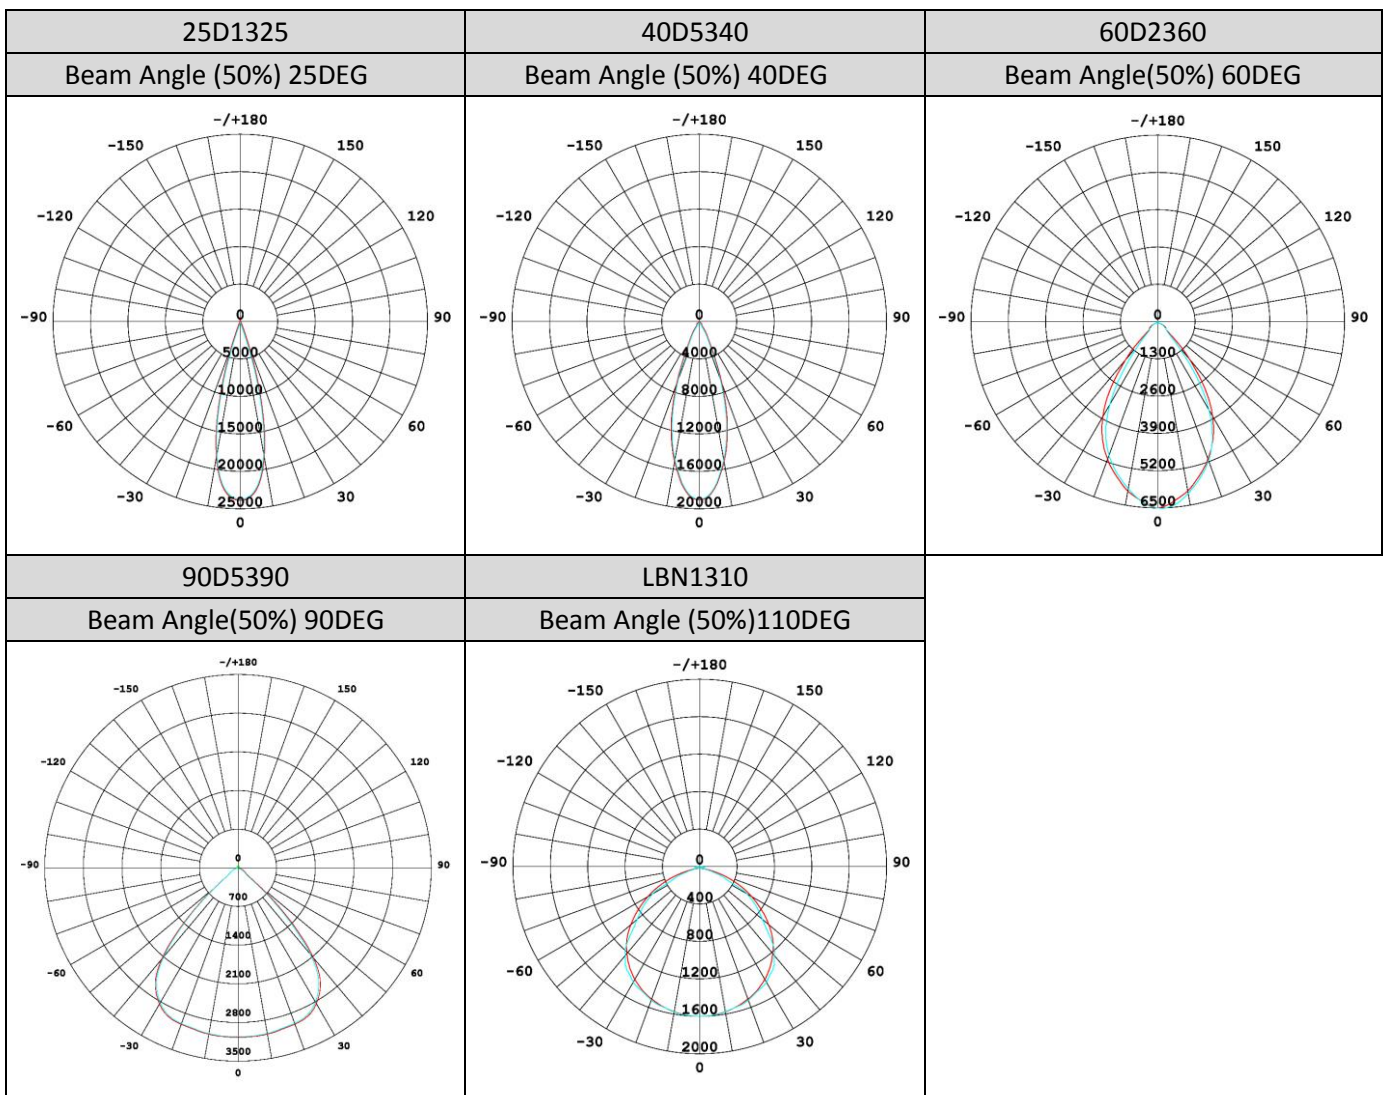 25D1325 40D5340 60D2360
Beam Angle (50%) 25DEG Beam Angle (50%) 40DEG Beam Angle(50%) 60DEG
-/+180 -/+180 -/+180
-150 150 -150 150 -150 150
-120 120 -120 120 -120 120
-90 0 90 -90 0 90 -90 0 90
5000 4000 1300
10000 8000 2600
-60 15000 60 -60 12000 60 -60 3900 60
20000 16000 5200
-30 25000 30 -30 20000 30 -30 6500 30
0 0 0
90D5390 LBN1310
Beam Angle(50%) 90DEG Beam Angle (50%)110DEG
-/+180 -/+180
-150 150 -150 150
-120 120 -120 120
-90 0 90 -90 0 90
700 400
1400 800
-60 2100 60 -60 1200 60
2800 1600
-30 3500 30 -30 2000 30
0 0